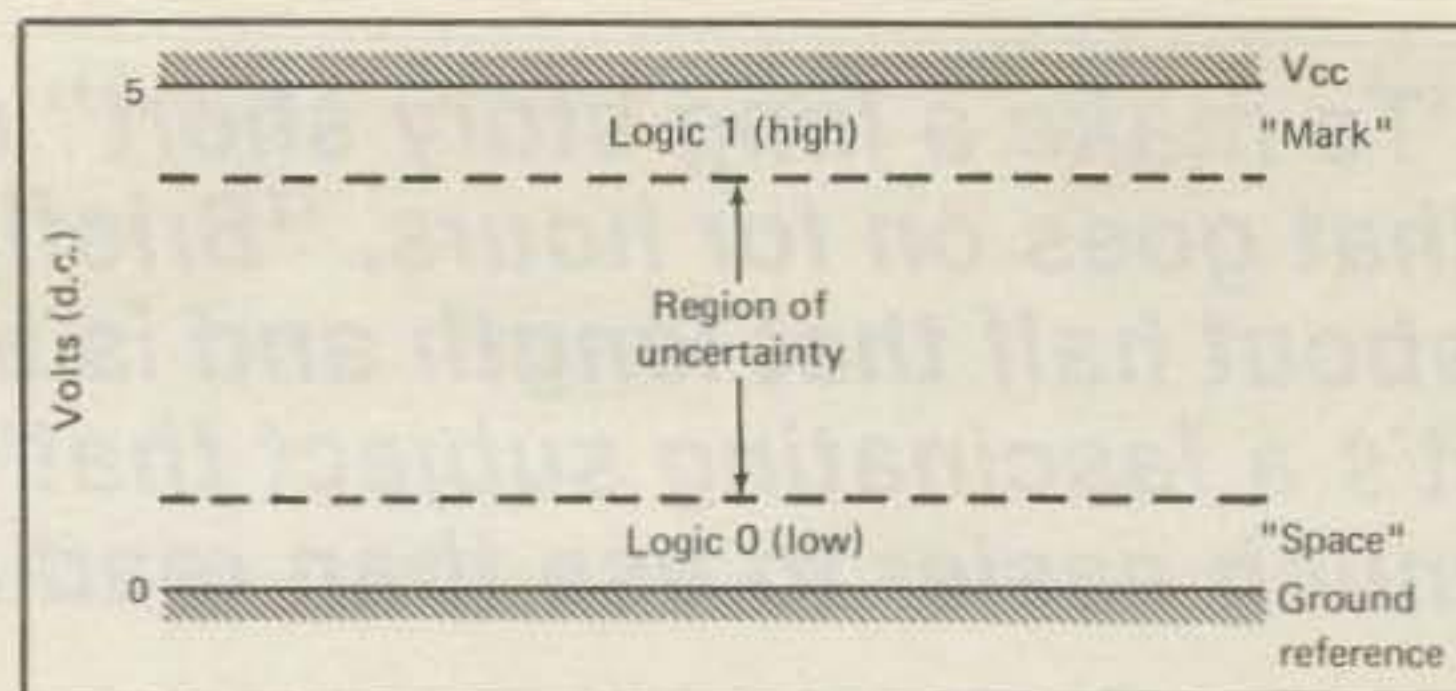 5
Vcc
Logic 1 (high)
"Mark"
Volts (d.c.)
Region of
uncertainty
Logic 0 (low)
"Space"
0
Ground
reference